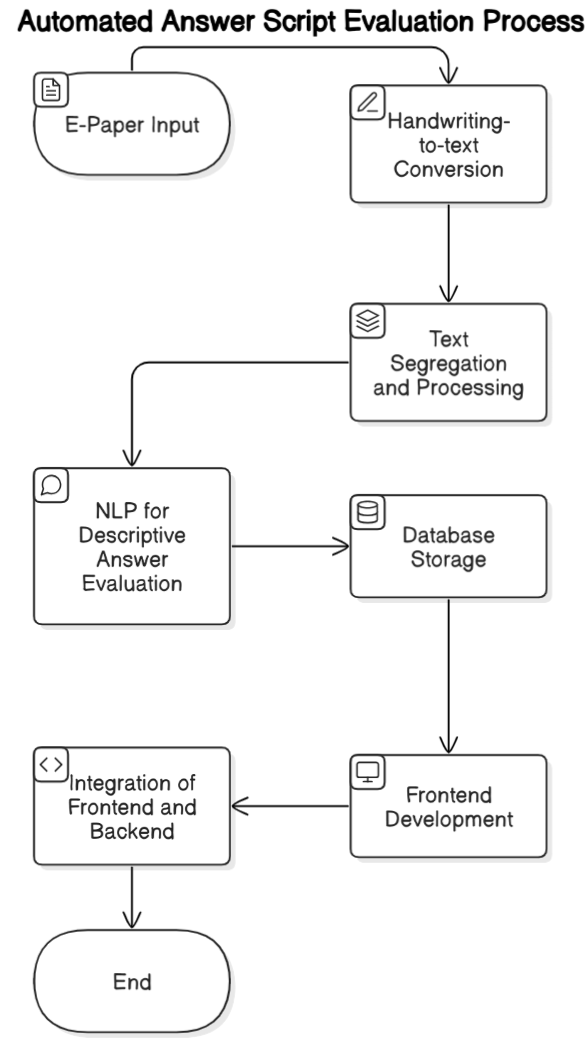 Automated Answer Script Evaluation Process
E-Paper Input
Handwriting-
to-text
Conversion
Text
Segregation
and Processing
NLP for
Descriptive
Answer
Evaluation
Database
Storage
Frontend
Development
Integration of
Frontend and
Backend
End